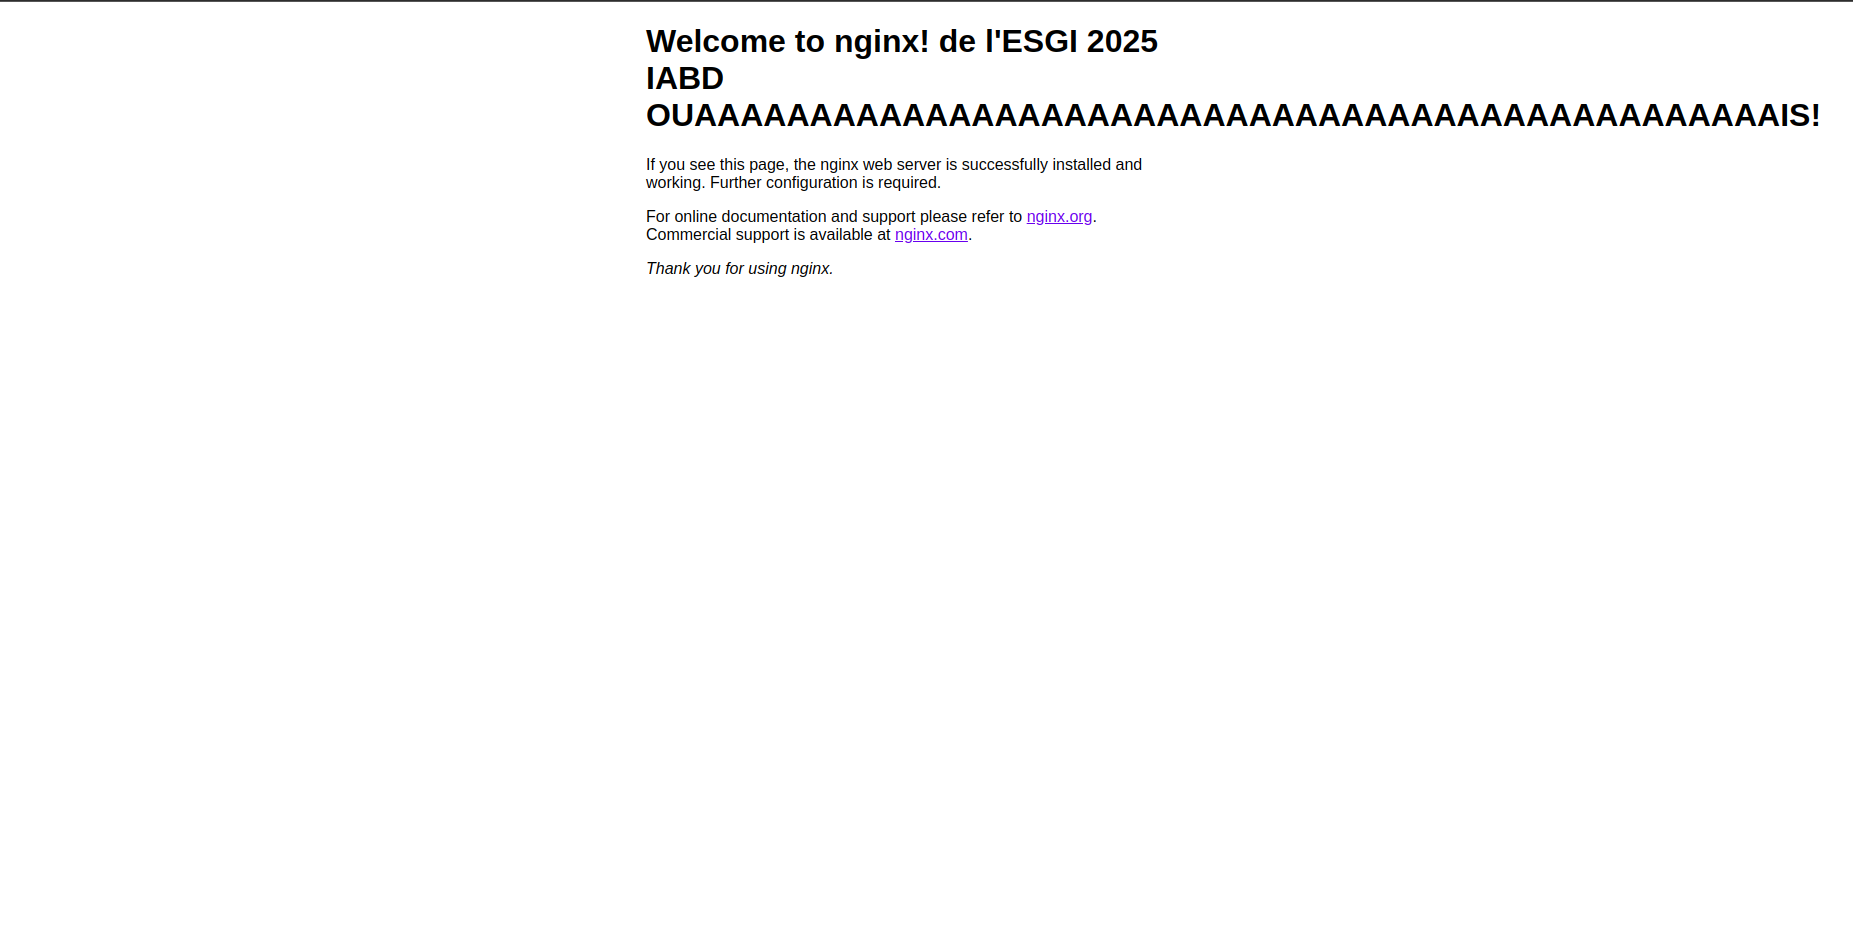 Welcome to nginx! de l'ESGI 2025
IABD
OUAAAAAAAAAAAAAAAAAAAAAAAAAAAAAAAAAAAAAAAAAAAAAAAIS!
If you see this page, the nginx web server is successfully installed and
working. Further configuration is required.
For online documentation and support please refer to nginx.org.
Commercial support is available at nginx.com.
Thank you for using nginx.